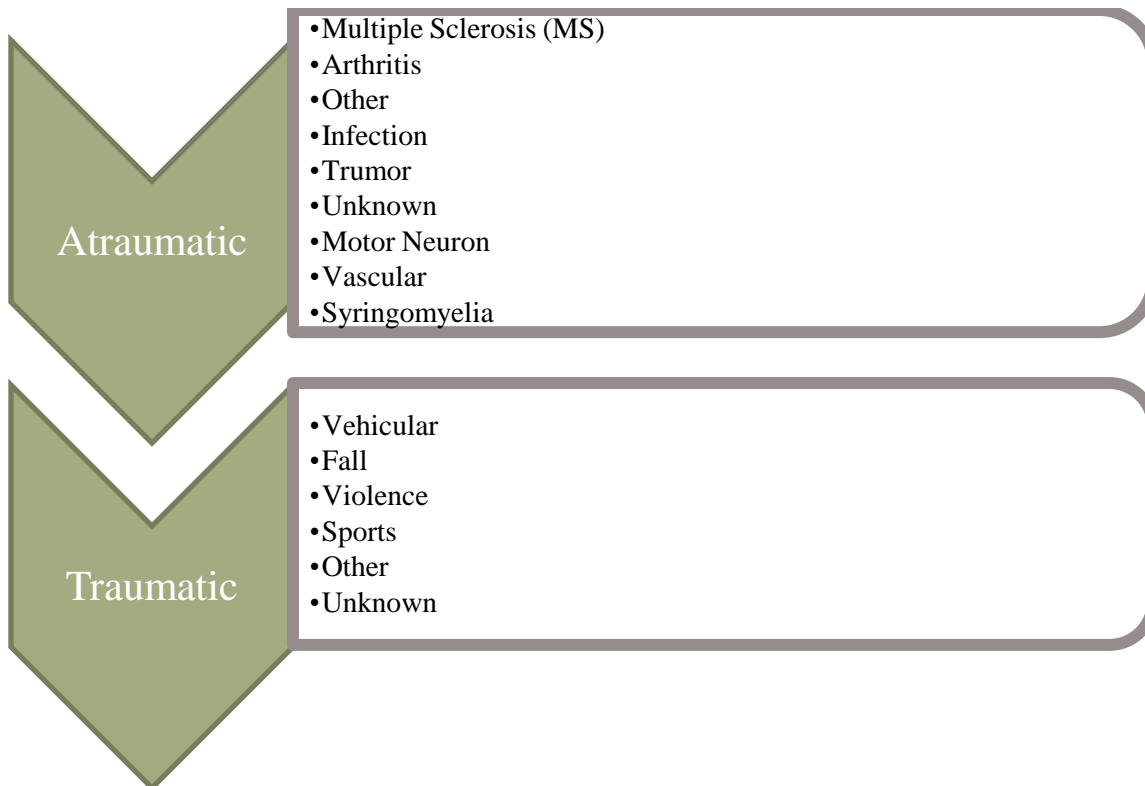 •Multiple Sclerosis (MS)
•Arthritis
•Other
•Infection
•Trumor
•Unknown
•Motor Neuron
•Vascular
•Syringomyelia
Atraumatic
•Vehicular
•Fall
•Violence
•Sports
•Other
•Unknown
Traumatic